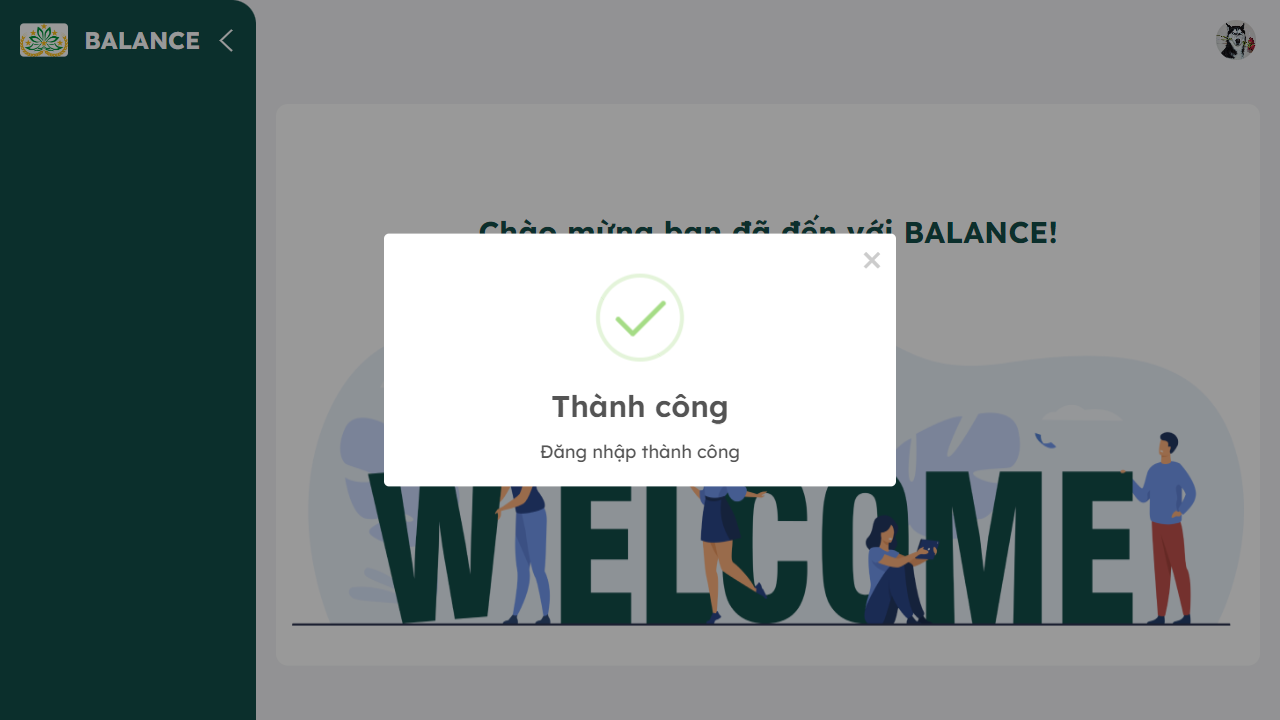 BALANCE
Chào mừng bạn đã đến với BALANCE!
Thành công
Đăng nhập thành công
WELCOME